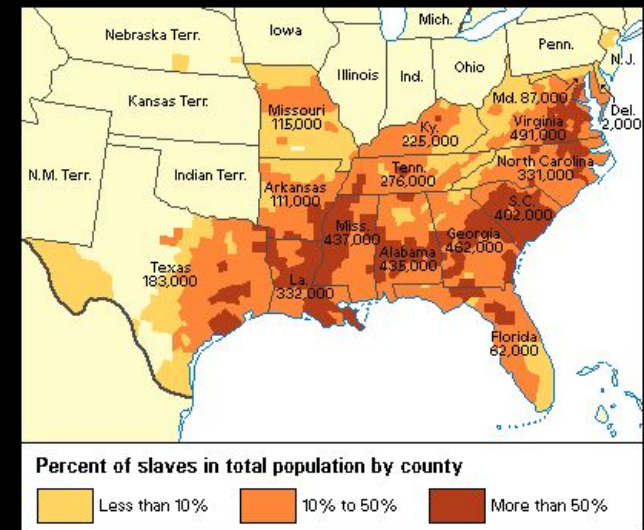 Mich.
Nebraska Terr.
Iowa
Penn.
N.J.
Illinois
Ind.
Ohio
Kansas Terr.
Md. 87,000
Del.
2,000
Missouri
115,000
Ky.
225,000
Virginia
491,000
N.M. Terr.
Indian Terr.
Tenn.
276,000
North Carolina
331,000
Arkansas
111,000
S.C.
402,000
Miss.
437,000
Alabama
435,000
Georgia
462,000
Texas
183,000
La.
332,000
Florida
62,000
Percent of slaves in total population by county
Less than 10%
10% to 50%
More than 50%